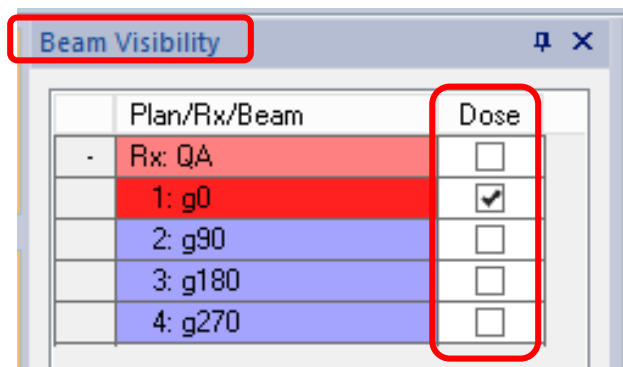 Beam Visibility
Plan/Rx/Beam Dose
- Rx: QA
1: g0
2: g90
3: g180
4: g270